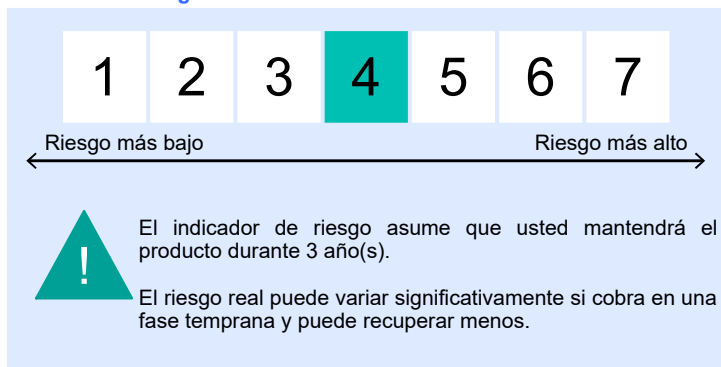 1 2 3 4 5 6 7
Riesgo más bajo Riesgo más alto
El indicador de riesgo asume que usted mantendrá el
producto durante 3 año(s).
!
El riesgo real puede variar significativamente si cobra en una
fase temprana y puede recuperar menos.